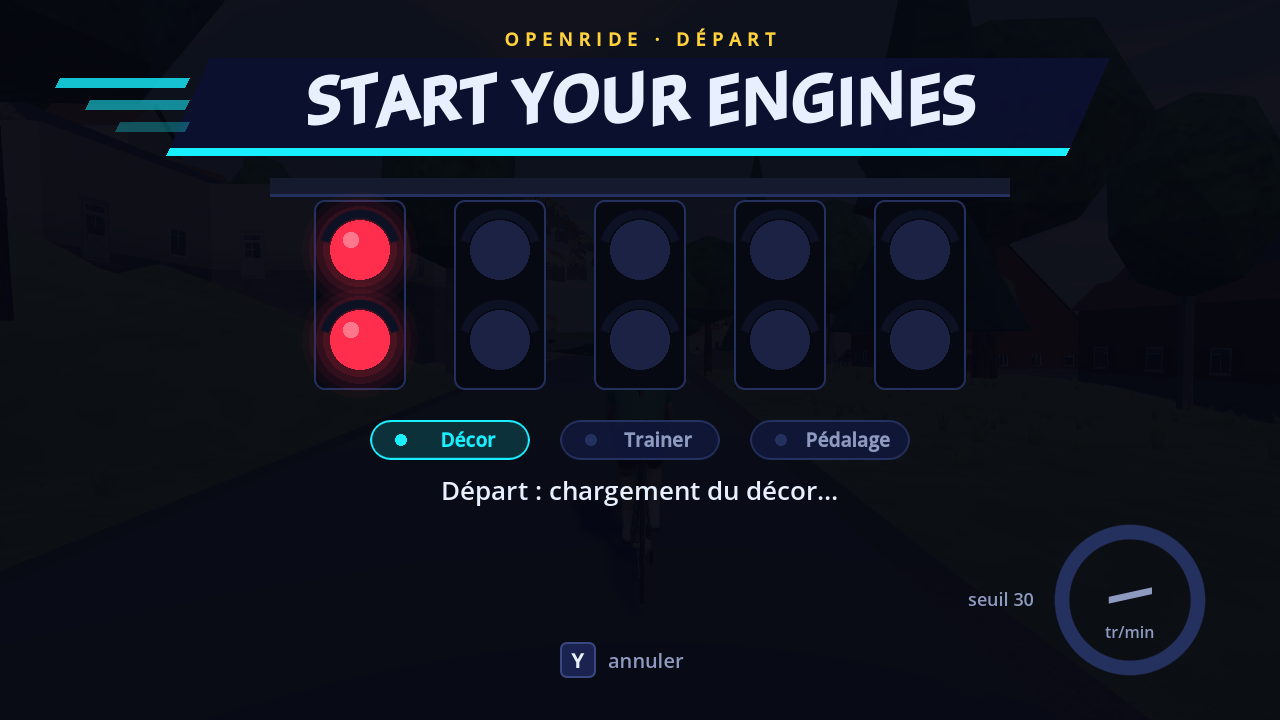 OPENRIDE · DÉPART
START YOUR ENGINES
Décor
Trainer
Pédalage
Départ : chargement du décor...
seuil 30
—
tr/min
Y annuler